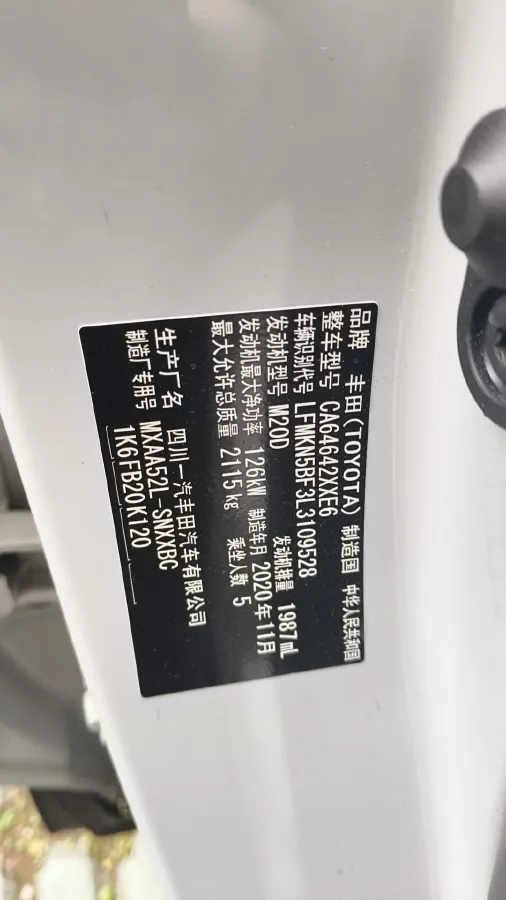 品牌 丰田(TOYOTA) 制造国 中华人民共和国
整车型号 CA64642XXE6
车辆识别代号 LFMKN5BF3L3109528
发动机型号 M20D 发动机排量 1987mL
发动机最大净功率 126kW 制造年月 2020年11月
最大允许总质量 2115kg 乘坐人数 5
生产厂名 四川一汽丰田汽车有限公司
制造厂专用号 MXAA52L-SNXXBC
1K6FB20K120